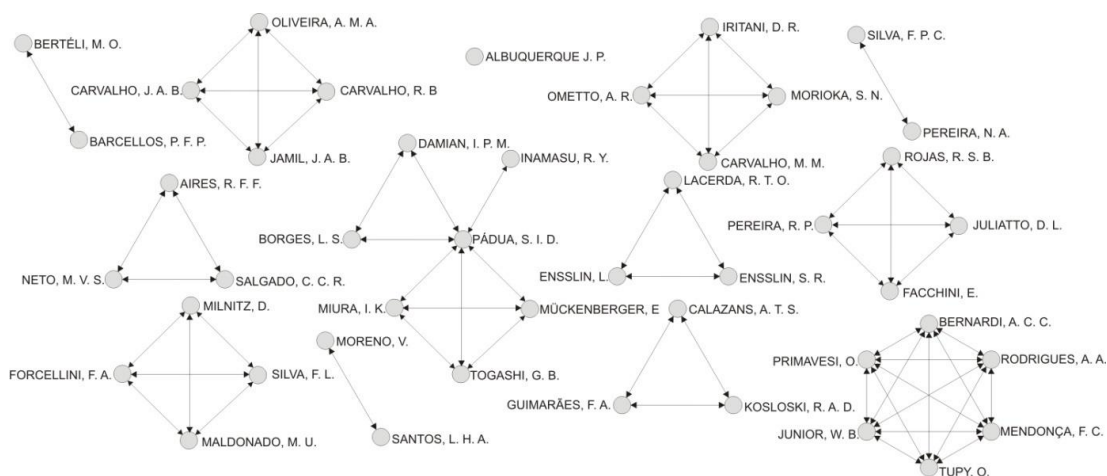 OLIVEIRA, A. M. A.
BERTÉLI, M. O.
CARVALHO, J. A. B.
CARVALHO, R. B
BARCELLOS, P. F. P.
JAMIL, J. A. B.
ALBUQUERQUE J. P.
IRITANI, D. R.
OMETTO, A. R.
MORIOKA, S. N.
CARVALHO, M. M.
SILVA, F. P. C.
PEREIRA, N. A.
AIRES, R. F. F.
NETO, M. V. S.
SALGADO, C. C. R.
DAMIAN, I. P. M.
INAMASU, R. Y.
BORGES, L. S.
PÁDUA, S. I. D.
MIURA, I. K.
MÜCKENBERGER, E
TOGASHI, G. B.
LACERDA, R. T. O.
ENSSLIN, L.
ENSSLIN, S. R.
ROJAS, R. S. B.
PEREIRA, R. P.
JULIATTO, D. L.
FACCHINI, E.
MILNITZ, D.
FORCELLINI, F. A.
SILVA, F. L.
MALDONADO, M. U.
MORENO, V.
SANTOS, L. H. A.
CALAZANS, A. T. S.
GUIMARÃES, F. A.
KOSLOSKI, R. A. D.
BERNARDI, A. C. C.
PRIMAVESI, O.
RODRIGUES, A. A.
JUNIOR, W. B.
MENDONÇA, F. C.
TUPY, O.